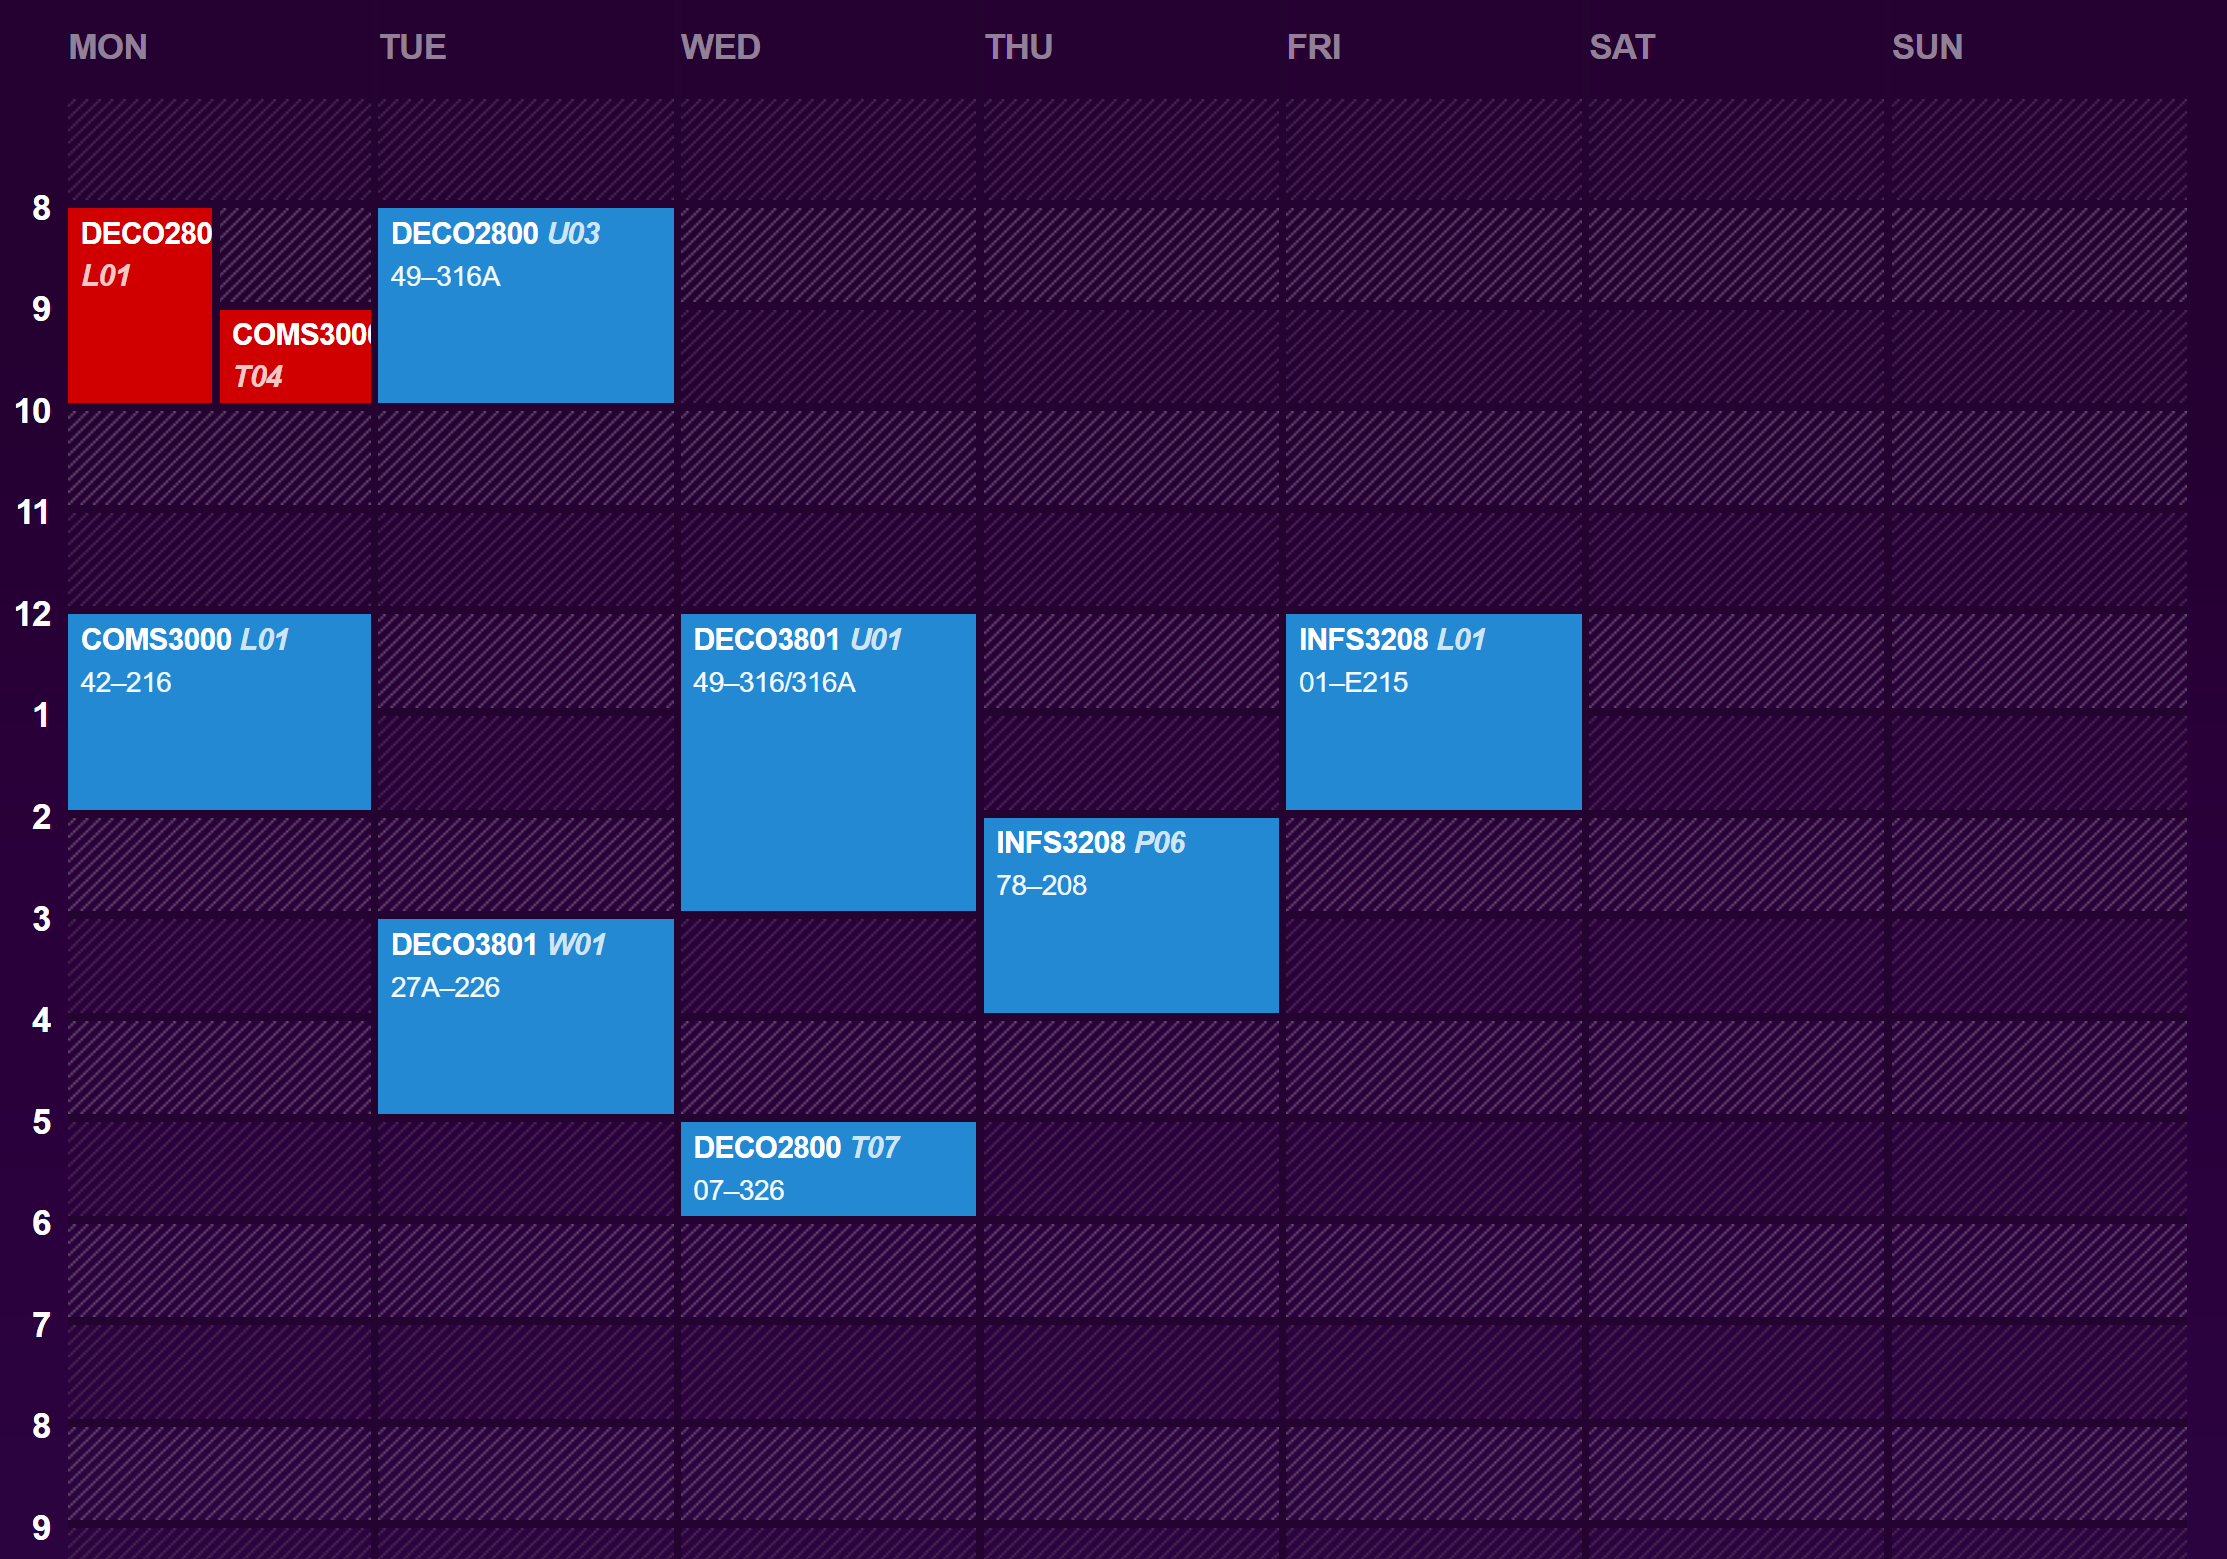 MON TUE WED THU FRI SAT SUN
8
DECO280
L01
DECO2800 U03
49–316A
9
COMS3000
T04
10
11
12
COMS3000 L01
42–216
DECO3801 U01
49–316/316A
INFS3208 L01
01–E215
1
2
INFS3208 P06
78–208
3
DECO3801 W01
27A–226
4
5
DECO2800 T07
07–326
6
7
8
9